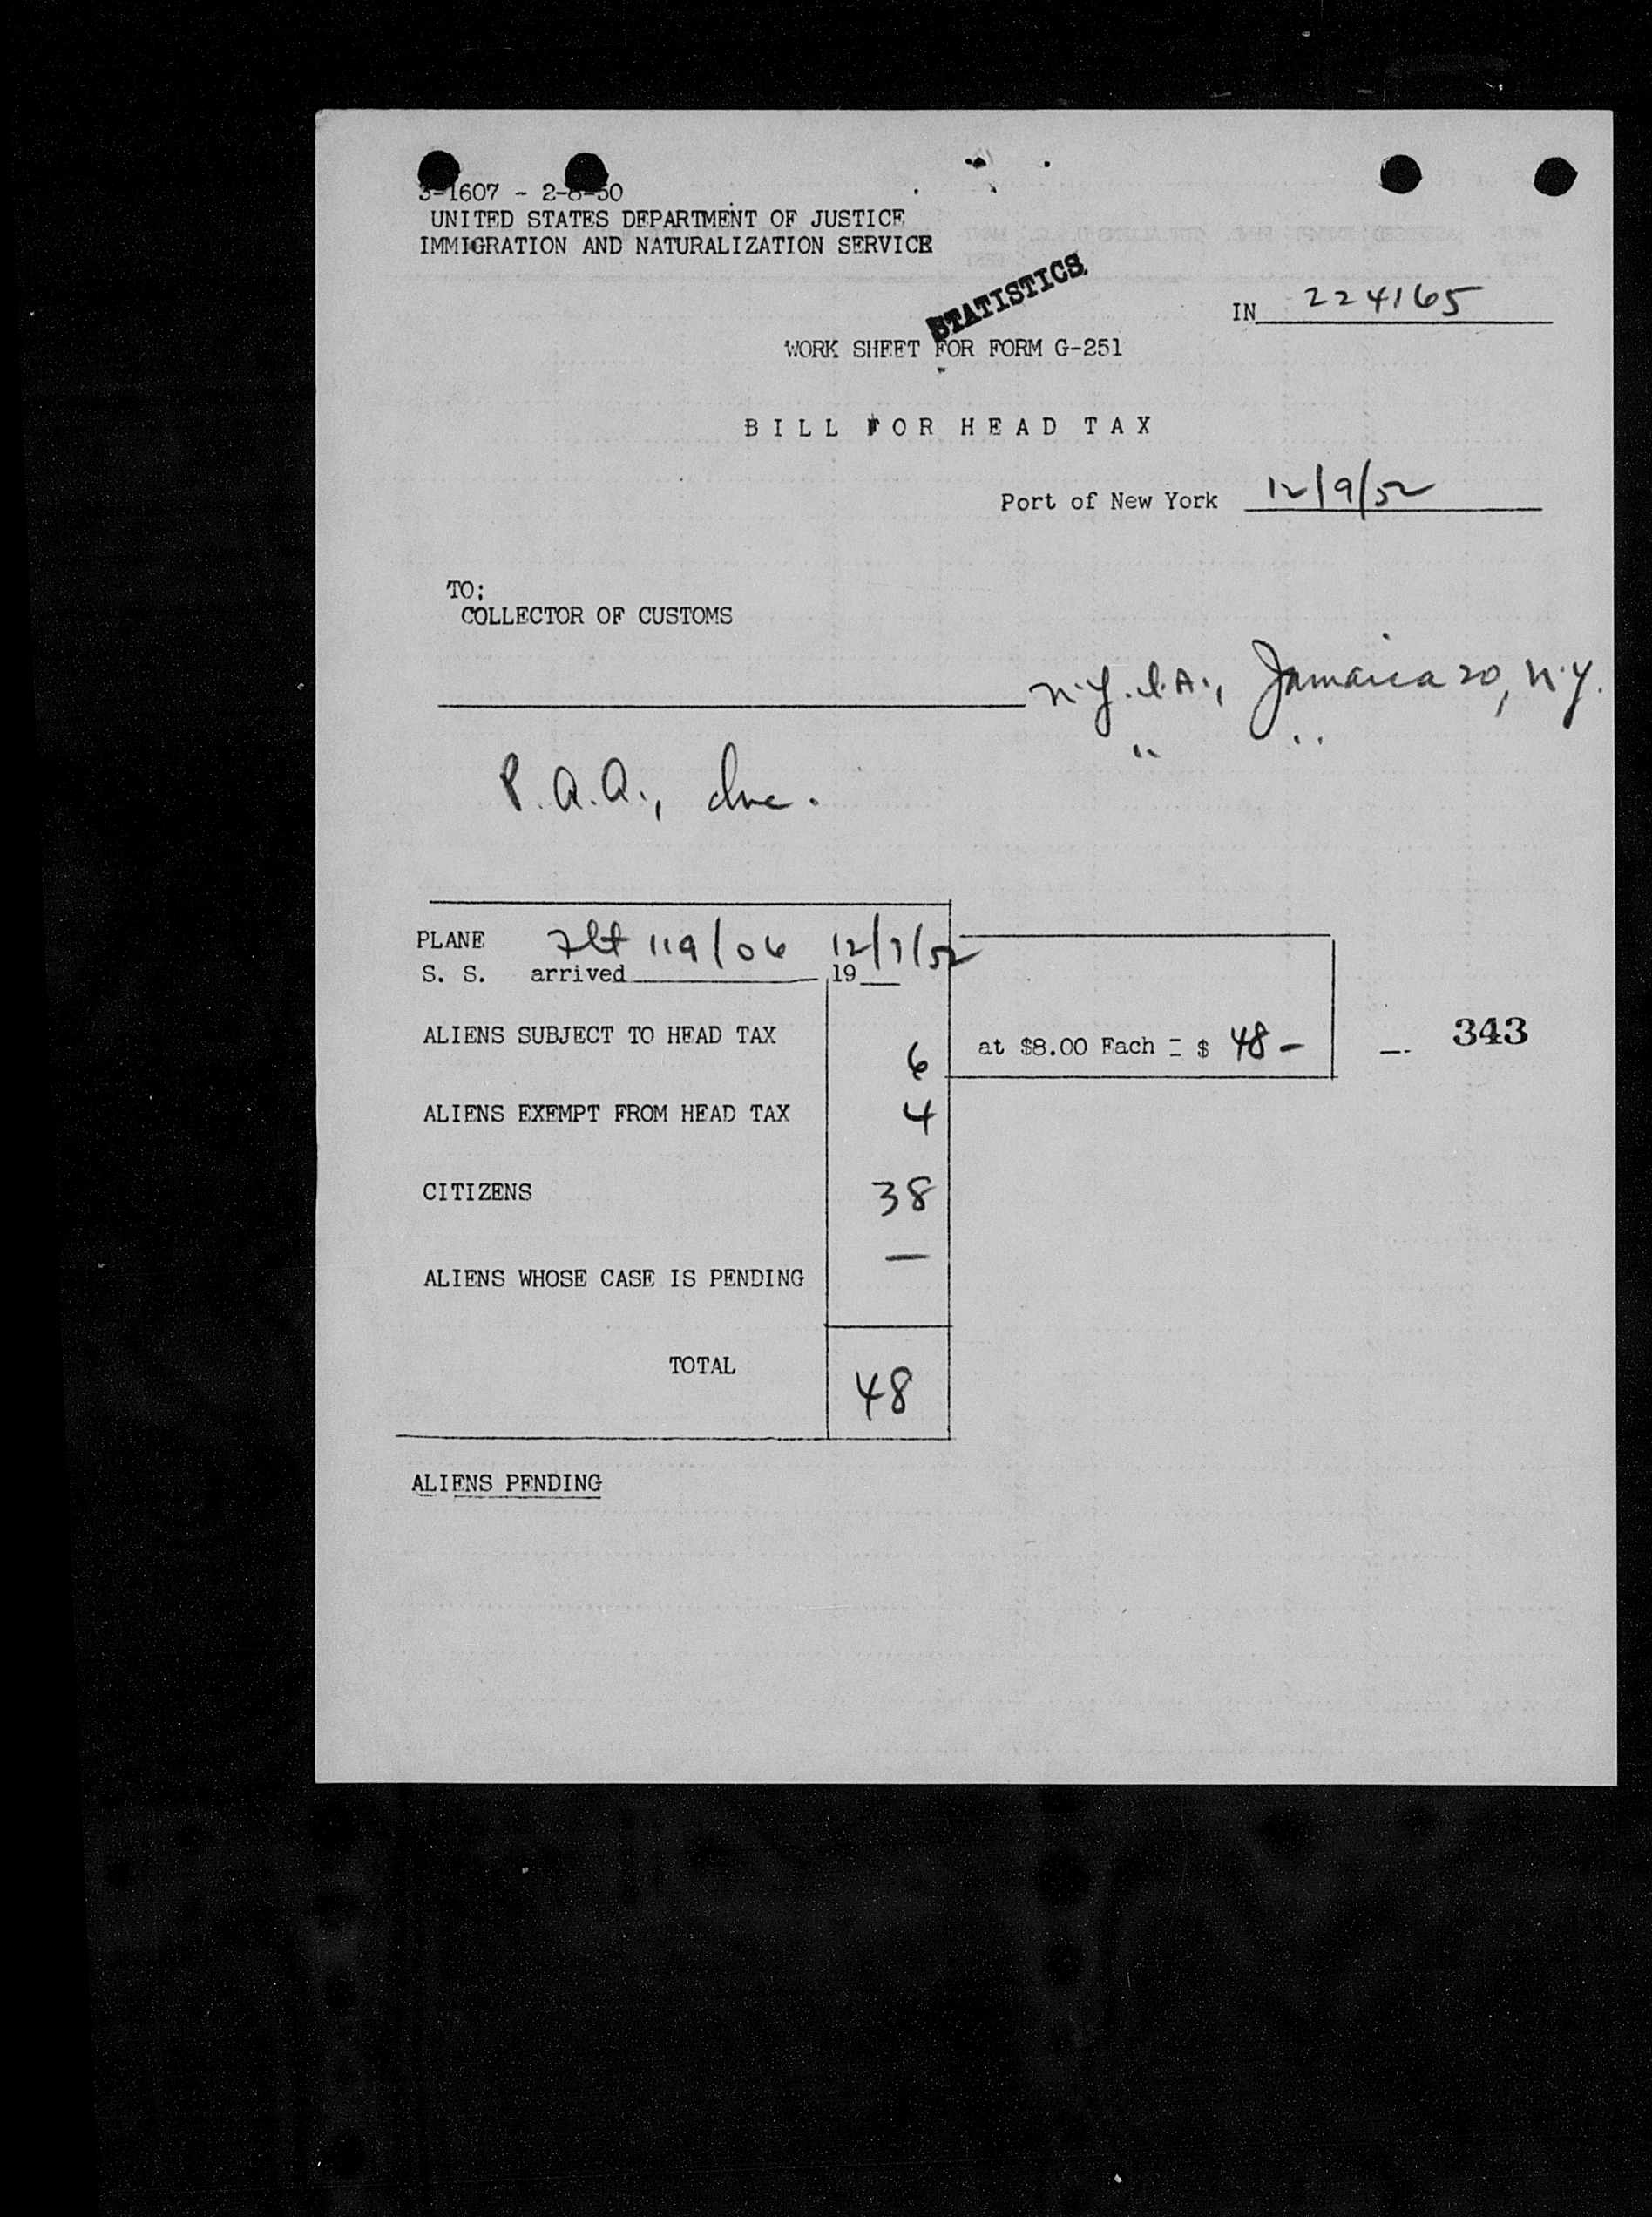 3-1607 - 2-8-50
UNITED STATES DEPARTMENT OF JUSTICE
IMMIGRATION AND NATURALIZATION SERVICE
STATISTICS
IN 224165
WORK SHEET FOR FORM G-251
BILL FOR HEAD TAX
Port of New York 12/9/52
TO;
COLLECTOR OF CUSTOMS
N.Y.I.A., Jamaica 20, N.Y.
" "
P.A.A., Inc.
PLANE Flt 119/06 12/7/52
S. S. arrived 19
ALIENS SUBJECT TO HEAD TAX 6 at $8.00 Each = $ 48 - 343
ALIENS EXEMPT FROM HEAD TAX 4
CITIZENS 38
ALIENS WHOSE CASE IS PENDING —
TOTAL 48
ALIENS PENDING